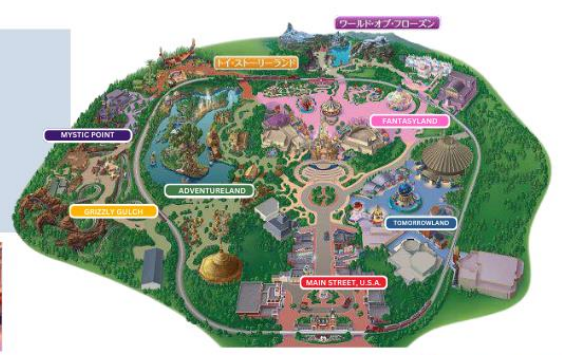 ワールド・オブ・フローズン
トイ・ストーリーランド
FANTASYLAND
MYSTIC POINT
ADVENTURELAND
GRIZZLY GULCH
TOMORROWLAND
MAIN STREET, U.S.A.